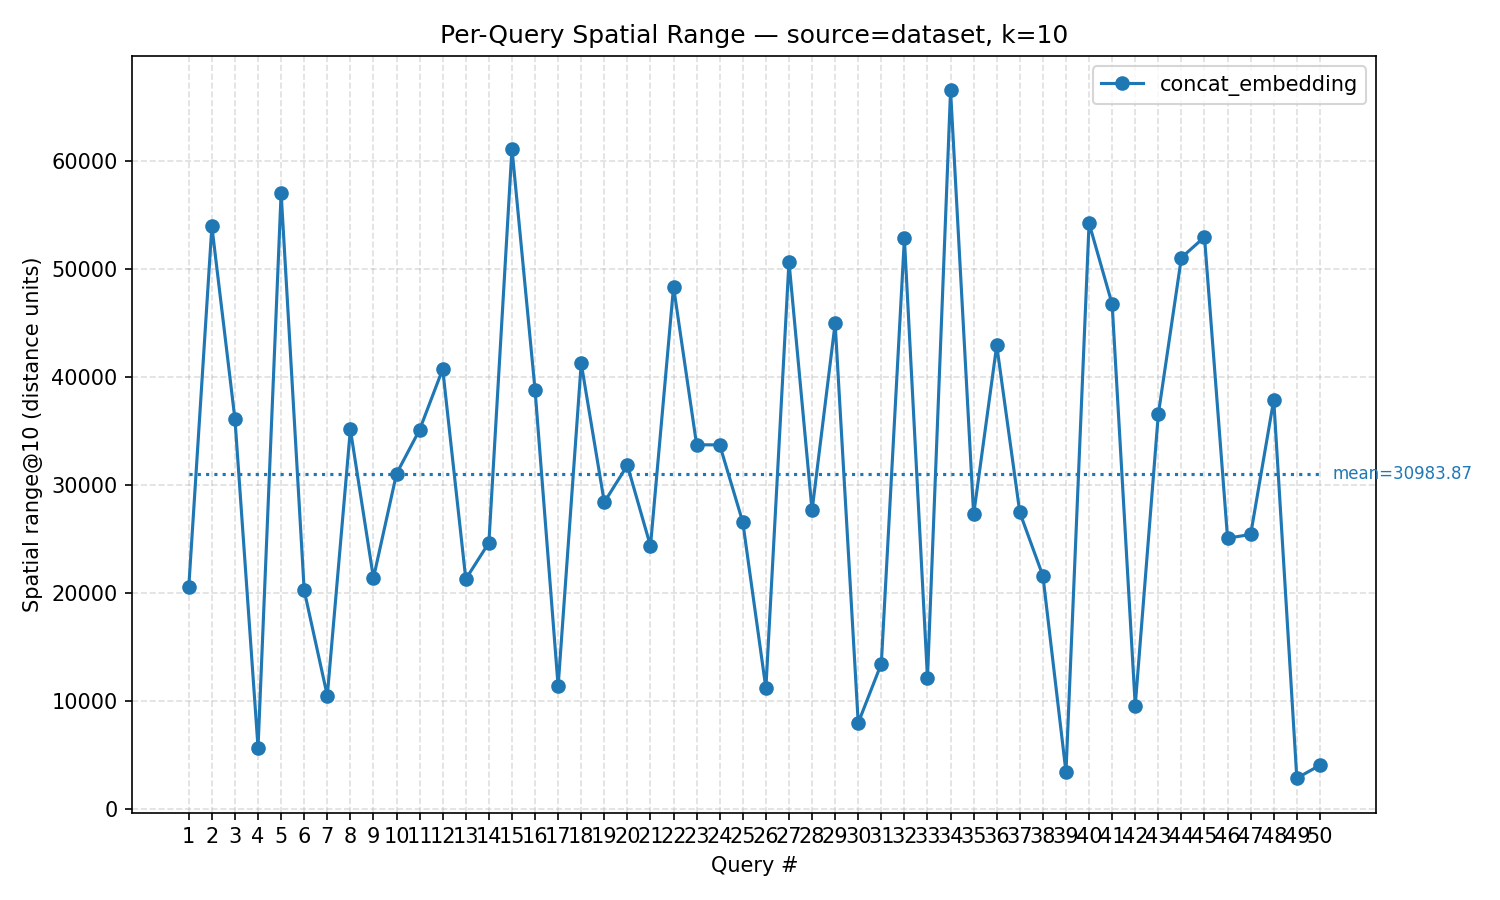 Per-Query Spatial Range — source=dataset, k=10
concat_embedding
60000
50000
40000
30000
20000
10000
0
Spatial range@10 (distance units)
mean=30983.87
1 2 3 4 5 6 7 8 9 10 11 12 13 14 15 16 17 18 19 20 21 22 23 24 25 26 27 28 29 30 31 32 33 34 35 36 37 38 39 40 41 42 43 44 45 46 47 48 49 50
Query #